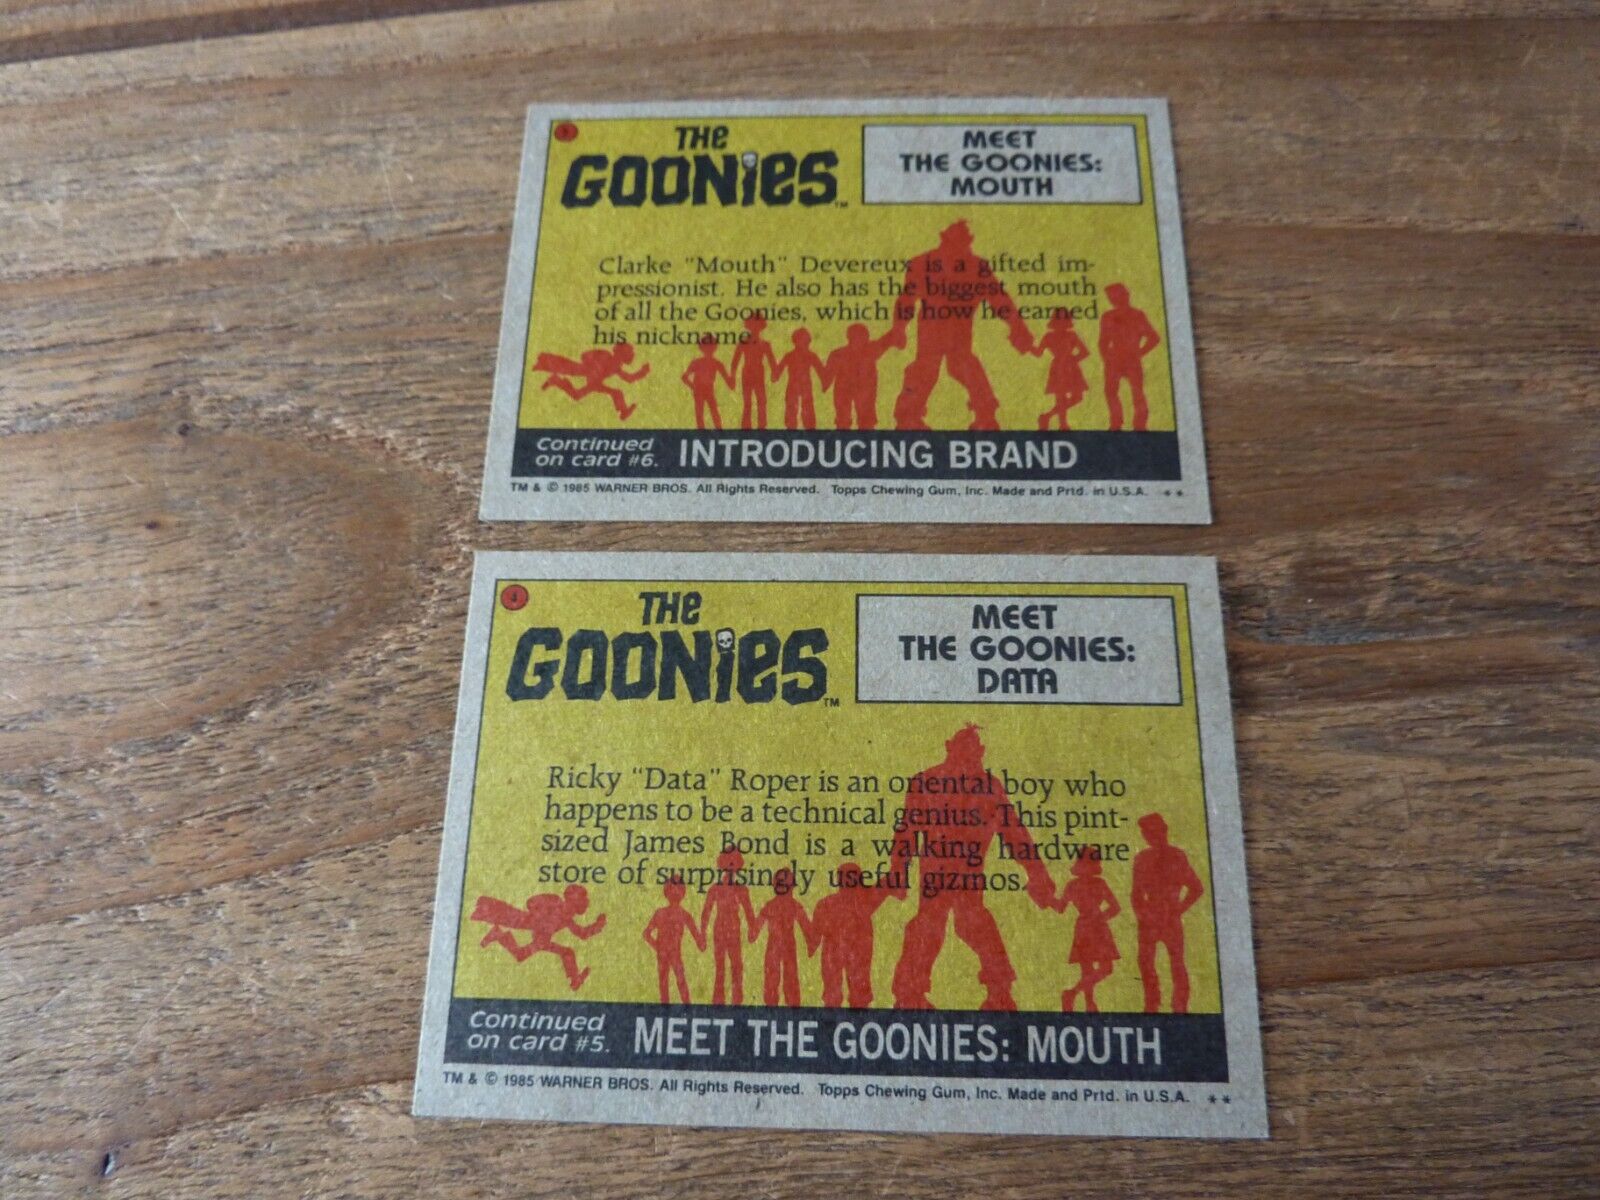 5
THE
GOONIES™
MEET
THE GOONIES:
MOUTH
Clarke "Mouth" Devereux is a gifted im-
pressionist. He also has the biggest mouth
of all the Goonies, which is how he earned
his nickname.
Continued
on card #6.
INTRODUCING BRAND
TM & © 1985 WARNER BROS. All Rights Reserved. Topps Chewing Gum, Inc. Made and Prtd. in U.S.A. **
4
THE
GOONIES™
MEET
THE GOONIES:
DATA
Ricky "Data" Roper is an oriental boy who
happens to be a technical genius. This pint-
sized James Bond is a walking hardware
store of surprisingly useful gizmos.
Continued
on card #5.
MEET THE GOONIES: MOUTH
TM & © 1985 WARNER BROS. All Rights Reserved. Topps Chewing Gum, Inc. Made and Prtd. in U.S.A. **